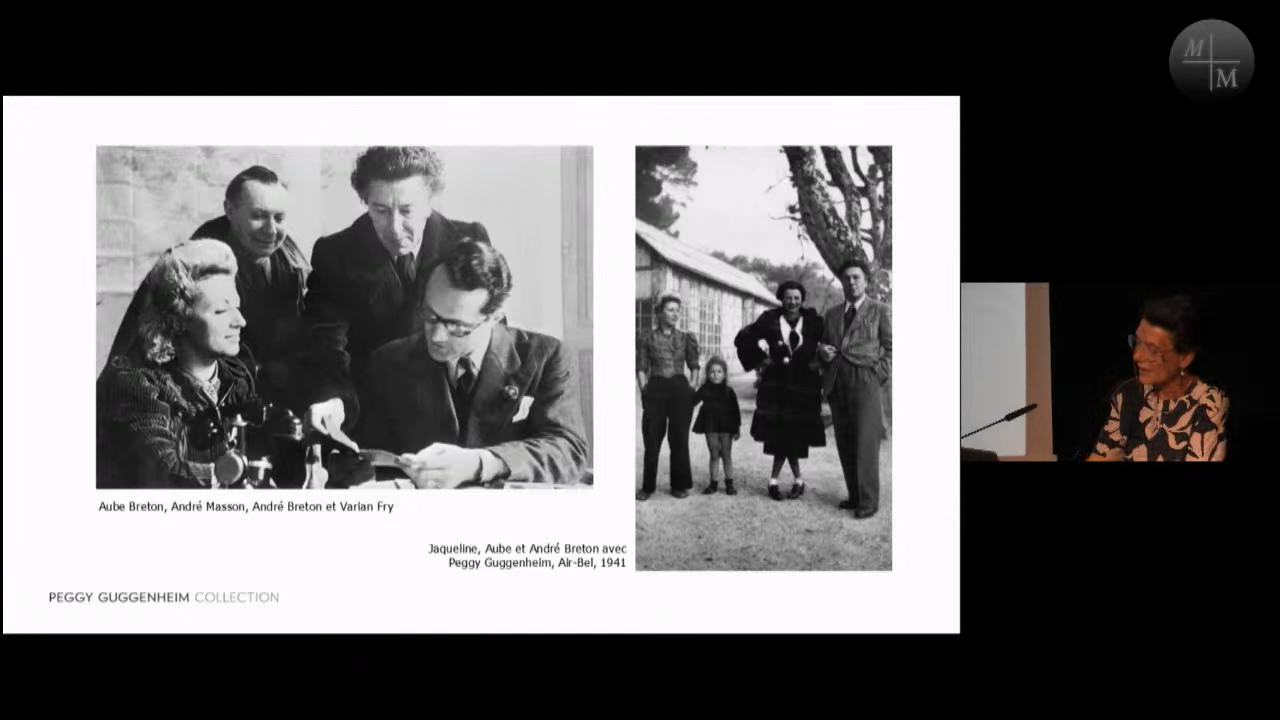 M
M
Aube Breton, André Masson, André Breton et Varian Fry
Jaqueline, Aube et André Breton avec
Peggy Guggenheim, Air-Bel, 1941
PEGGY GUGGENHEIM COLLECTION